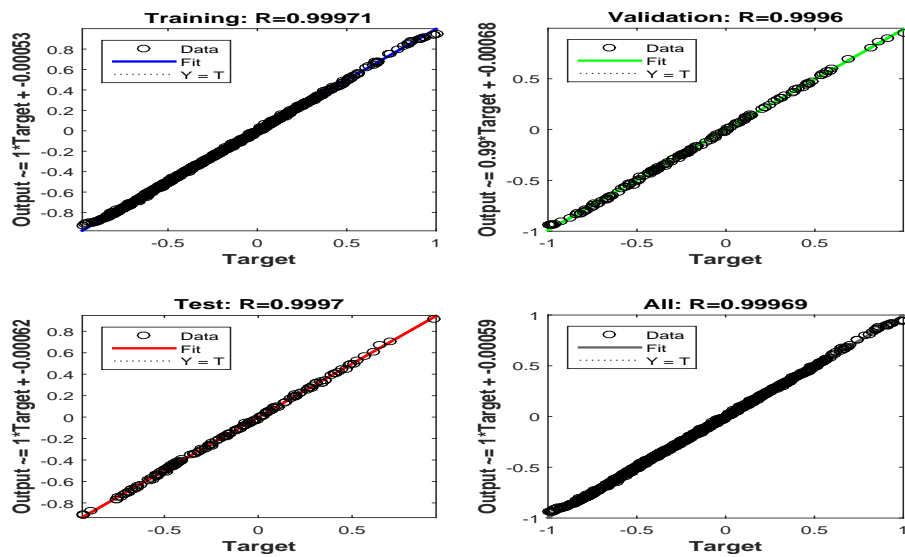 Training: R=0.99971
Output ~= 1*Target + -0.00053
0.8
0.6
0.4
0.2
0
-0.2
-0.4
-0.6
-0.8
Data
Fit
Y = T
-0.5
0
0.5
1
Target
Validation: R=0.9996
Output ~= 0.99*Target + -0.00068
0.5
0
-0.5
-1
Data
Fit
Y = T
-1
-0.5
0
0.5
1
Target
Test: R=0.9997
Output ~= 1*Target + -0.00062
0.8
0.6
0.4
0.2
0
-0.2
-0.4
-0.6
-0.8
Data
Fit
Y = T
-0.5
0
0.5
Target
All: R=0.99969
Output ~= 1*Target + -0.00059
1
0.5
0
-0.5
-1
Data
Fit
Y = T
-1
-0.5
0
0.5
1
Target